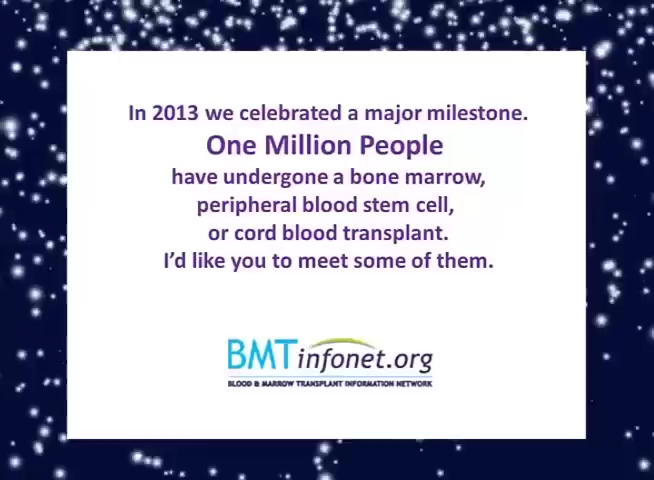 In 2013 we celebrated a major milestone.
One Million People
have undergone a bone marrow,
peripheral blood stem cell,
or cord blood transplant.
I'd like you to meet some of them.
BMTinfonet.org
BLOOD & MARROW TRANSPLANT INFORMATION NETWORK